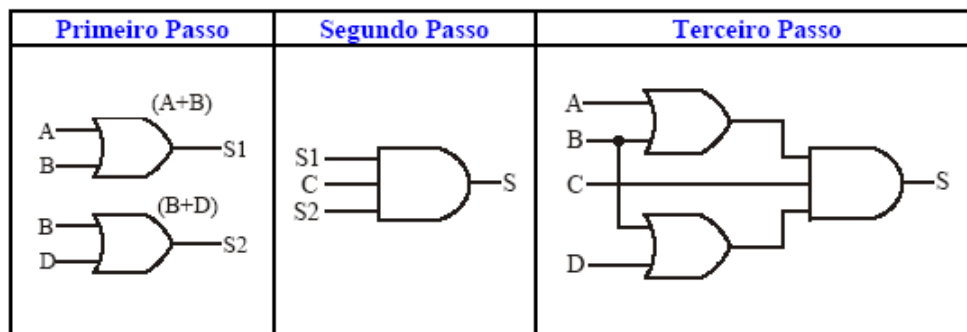 Primeiro Passo
Segundo Passo
Terceiro Passo
(A+B)
A
B
S1
(B+D)
B
D
S2
S1
C
S2
S
A
B
C
D
S